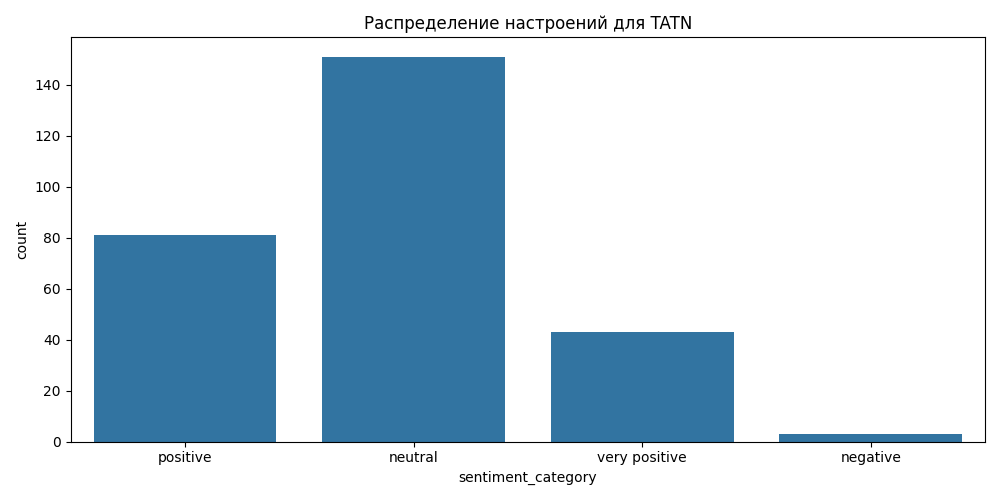 Распределение настроений для TATN
140
120
100
80
60
40
20
0
count
positive neutral very positive negative
sentiment_category